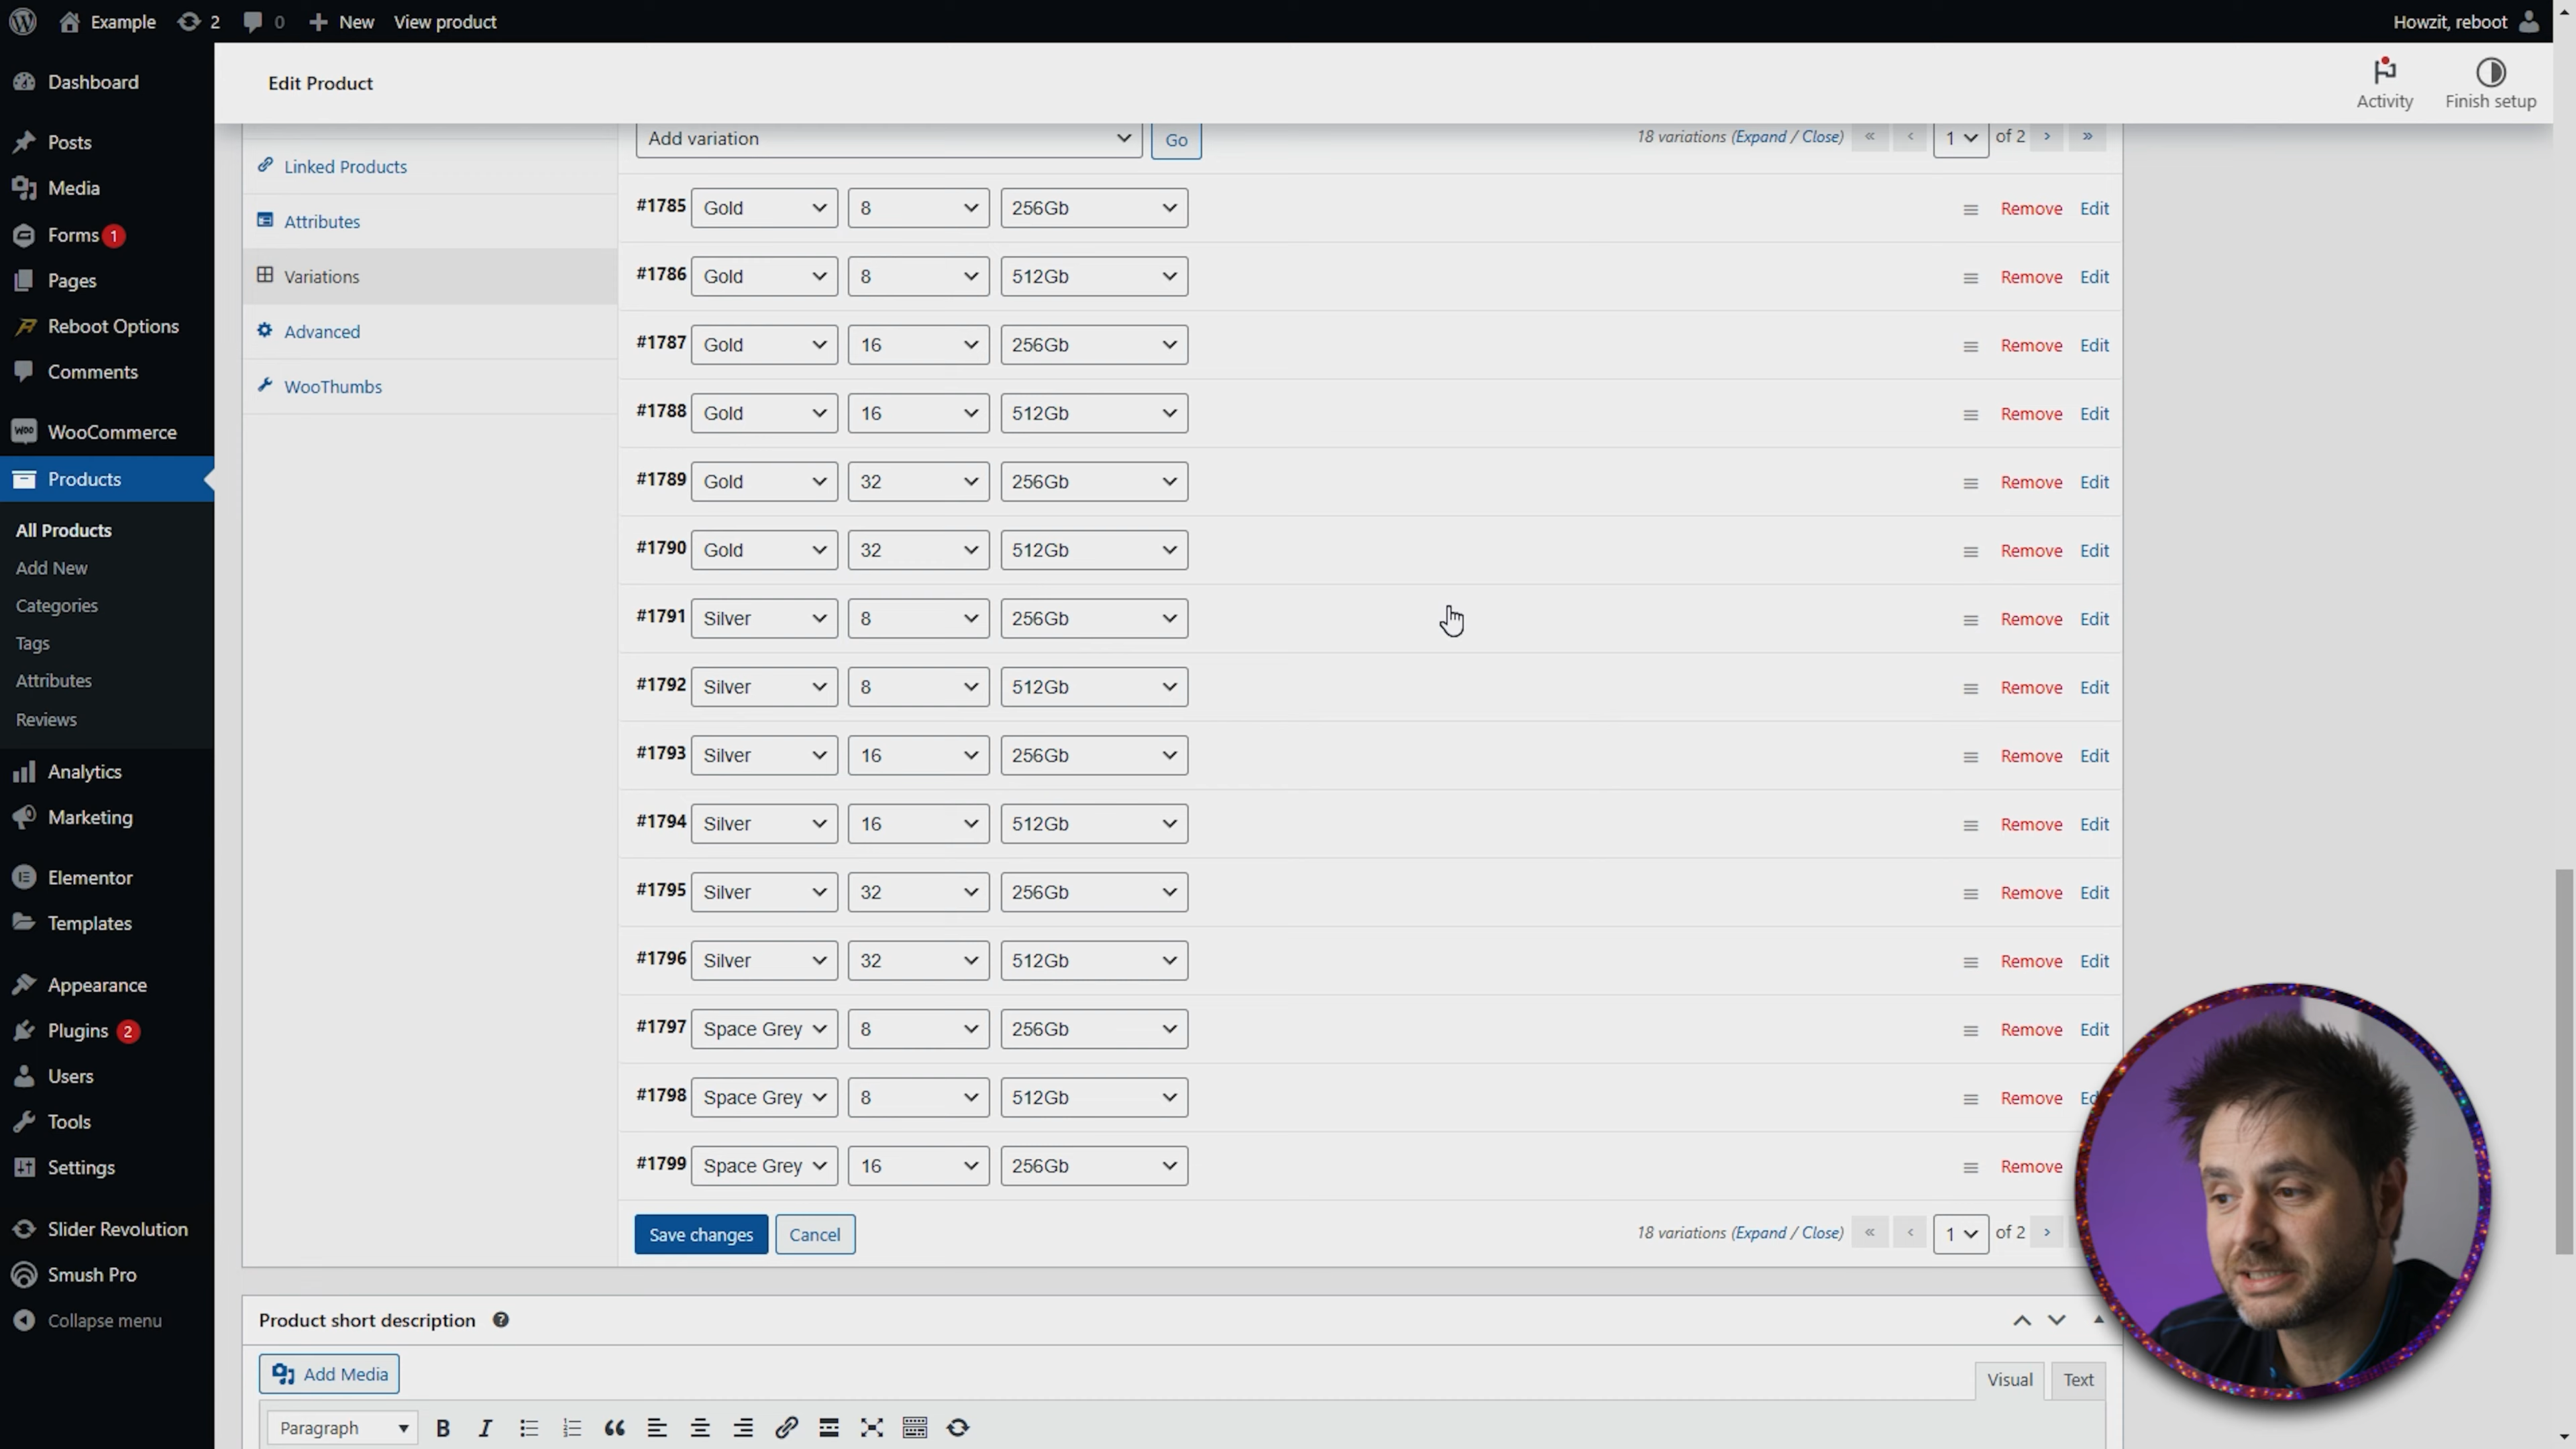 Example 2 0 New View product Howzit, reboot
Edit Product
Activity
Finish setup
Dashboard
Posts
Media
Forms 1
Pages
Reboot Options
Comments
WooCommerce
Products
All Products
Add New
Categories
Tags
Attributes
Reviews
Analytics
Marketing
Elementor
Templates
Appearance
Plugins 2
Users
Tools
Settings
Slider Revolution
Smush Pro
Collapse menu
Linked Products
Attributes
Variations
Advanced
WooThumbs
Add variation Go 18 variations (Expand / Close) « ‹ 1 of 2 › »
#1785 Gold 8 256Gb Remove Edit
#1786 Gold 8 512Gb Remove Edit
#1787 Gold 16 256Gb Remove Edit
#1788 Gold 16 512Gb Remove Edit
#1789 Gold 32 256Gb Remove Edit
#1790 Gold 32 512Gb Remove Edit
#1791 Silver 8 256Gb Remove Edit
#1792 Silver 8 512Gb Remove Edit
#1793 Silver 16 256Gb Remove Edit
#1794 Silver 16 512Gb Remove Edit
#1795 Silver 32 256Gb Remove Edit
#1796 Silver 32 512Gb Remove Edit
#1797 Space Grey 8 256Gb Remove Edit
#1798 Space Grey 8 512Gb Remove
#1799 Space Grey 16 256Gb Remove
Save changes Cancel 18 variations (Expand / Close) « ‹ 1 of 2 ›
Product short description
Add Media Visual Text
Paragraph B I